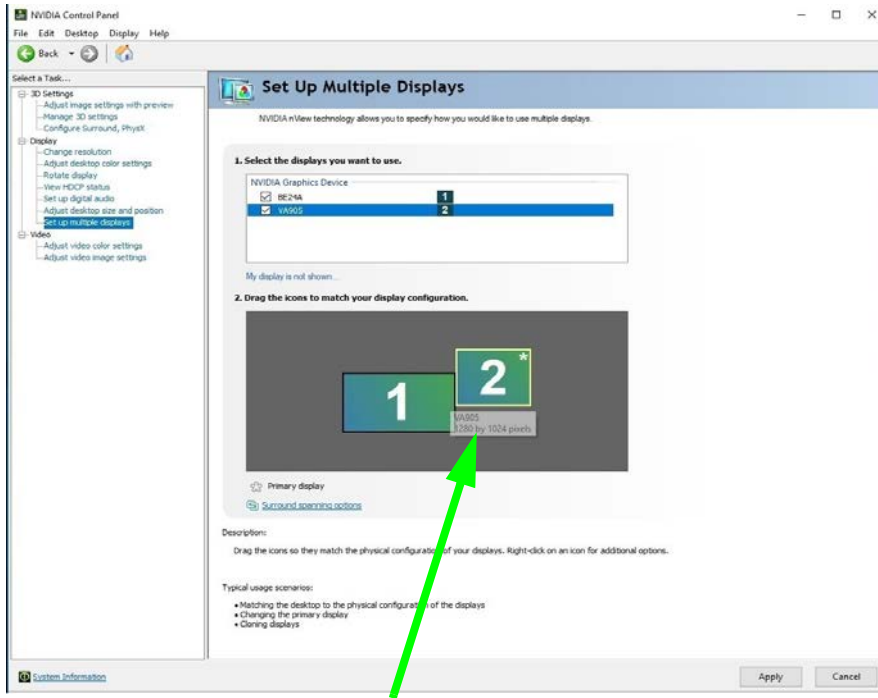 NVIDIA Control Panel
File Edit Desktop Display Help
Back
Select a Task...
3D Settings
Adjust image settings with preview
Manage 3D settings
Configure Surround, PhysX
Display
Change resolution
Adjust desktop color settings
Rotate display
View HDCP status
Set up digital audio
Adjust desktop size and position
Set up multiple displays
Video
Adjust video color settings
Adjust video image settings
Set Up Multiple Displays
NVIDIA nView technology allows you to specify how you would like to use multiple displays.
1. Select the displays you want to use.
NVIDIA Graphics Device
BE24A 1
VA90S 2
My display is not shown...
2. Drag the icons to match your display configuration.
1
2
*
VA90S
1280 by 1024 pixels
Primary display
Surround spanning options
Description:
Drag the icons so they match the physical configuration of your displays. Right-click on an icon for additional options.
Typical usage scenarios:
• Matching the desktop to the physical configuration of the displays
• Changing the primary display
• Cloning displays
System Information
Apply Cancel